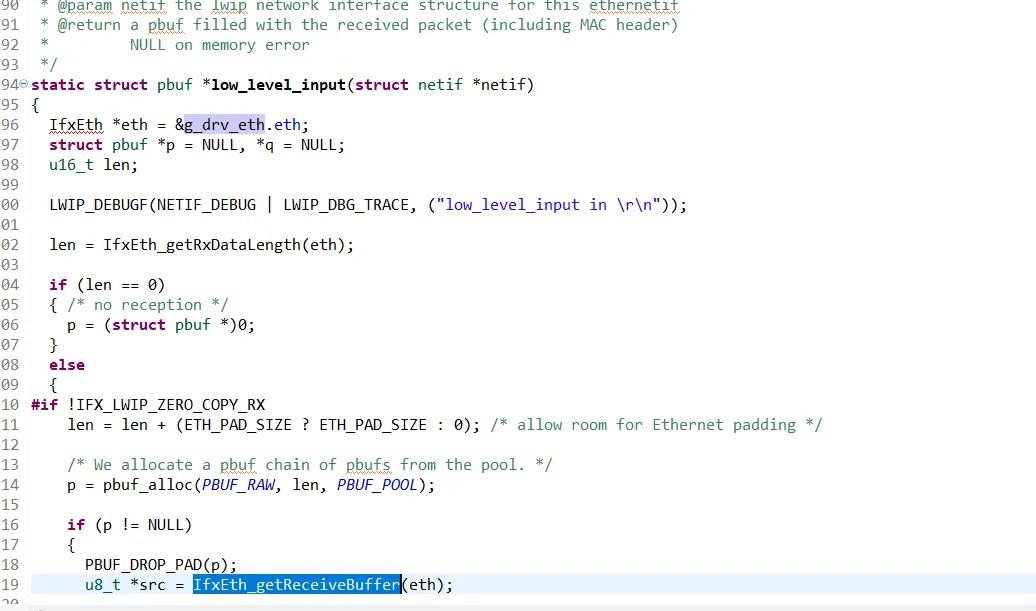 90 * @param netif the lwip network interface structure for this ethernetif
91 * @return a pbuf filled with the received packet (including MAC header)
92 *         NULL on memory error
93 */
94 static struct pbuf *low_level_input(struct netif *netif)
95 {
96   IfxEth *eth = &g_drv_eth.eth;
97   struct pbuf *p = NULL, *q = NULL;
98   u16_t len;
99
00   LWIP_DEBUGF(NETIF_DEBUG | LWIP_DBG_TRACE, ("low_level_input in \r\n"));
01
02   len = IfxEth_getRxDataLength(eth);
03
04   if (len == 0)
05   { /* no reception */
06     p = (struct pbuf *)0;
07   }
08   else
09   {
10 #if !IFX_LWIP_ZERO_COPY_RX
11     len = len + (ETH_PAD_SIZE ? ETH_PAD_SIZE : 0); /* allow room for Ethernet padding */
12
13     /* We allocate a pbuf chain of pbufs from the pool. */
14     p = pbuf_alloc(PBUF_RAW, len, PBUF_POOL);
15
16     if (p != NULL)
17     {
18       PBUF_DROP_PAD(p);
19       u8_t *src = IfxEth_getReceiveBuffer(eth);
20